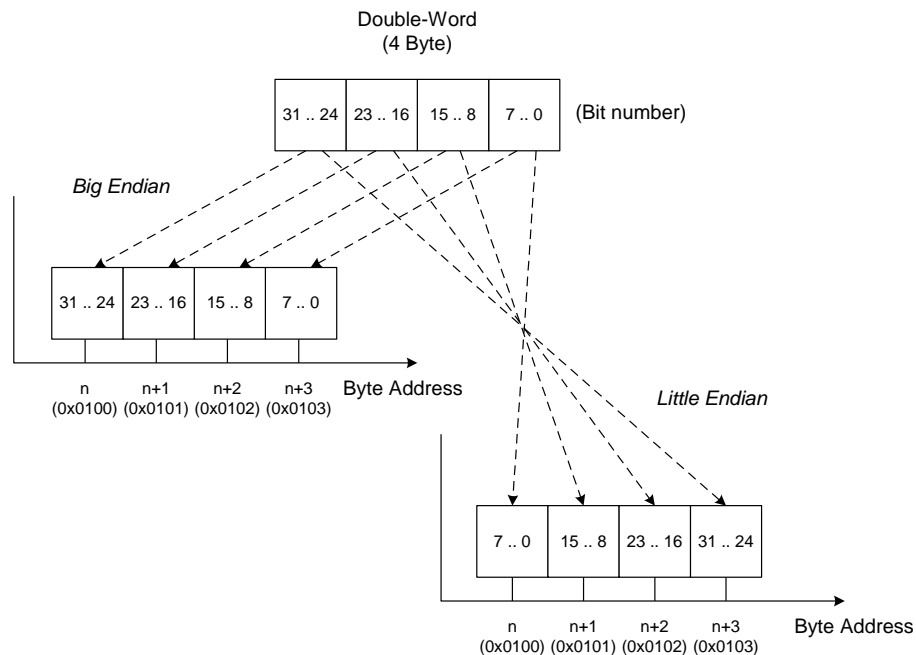 Double-Word
(4 Byte)
31 .. 24 23 .. 16 15 .. 8 7 .. 0 (Bit number)
Big Endian
31 .. 24 23 .. 16 15 .. 8 7 .. 0
n n+1 n+2 n+3 Byte Address
(0x0100) (0x0101) (0x0102) (0x0103)
Little Endian
7 .. 0 15 .. 8 23 .. 16 31 .. 24
n n+1 n+2 n+3 Byte Address
(0x0100) (0x0101) (0x0102) (0x0103)